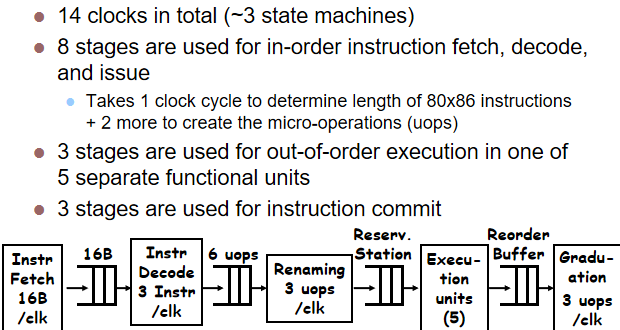 14 clocks in total (~3 state machines)
8 stages are used for in-order instruction fetch, decode,
and issue
Takes 1 clock cycle to determine length of 80x86 instructions
+ 2 more to create the micro-operations (uops)
3 stages are used for out-of-order execution in one of
5 separate functional units
3 stages are used for instruction commit
Instr
Fetch
16B
/clk
16B
Instr
Decode
3 Instr
/clk
6 uops
Renaming
3 uops
/clk
Reserv.
Station
Execu-
tion
units
(5)
Reorder
Buffer
Gradu-
ation
3 uops
/clk